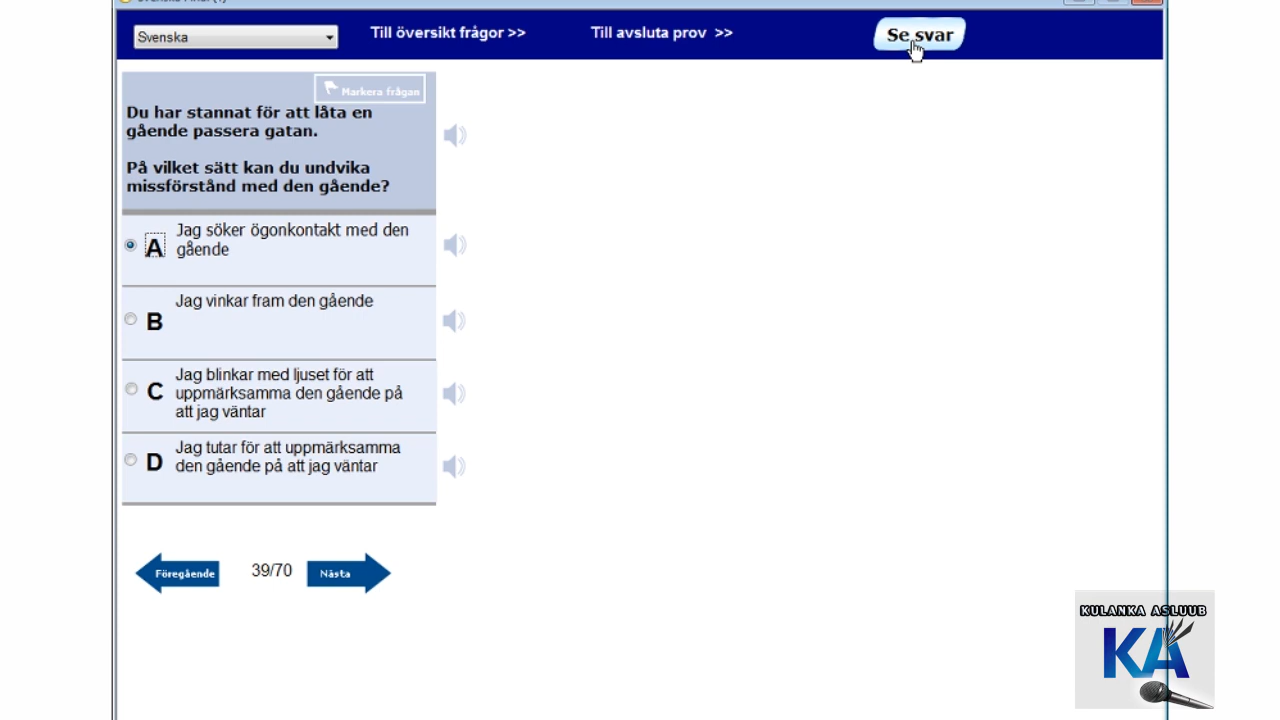 Svenska
Till översikt frågor >>
Till avsluta prov >>
Se svar
Markera frågan
Du har stannat för att låta en
gående passera gatan.
På vilket sätt kan du undvika
missförstånd med den gående?
A
Jag söker ögonkontakt med den
gående
B
Jag vinkar fram den gående
C
Jag blinkar med ljuset för att
uppmärksamma den gående på
att jag väntar
D
Jag tutar för att uppmärksamma
den gående på att jag väntar
Föregående
39/70
Nästa
KULANKA ASLUUB
KA